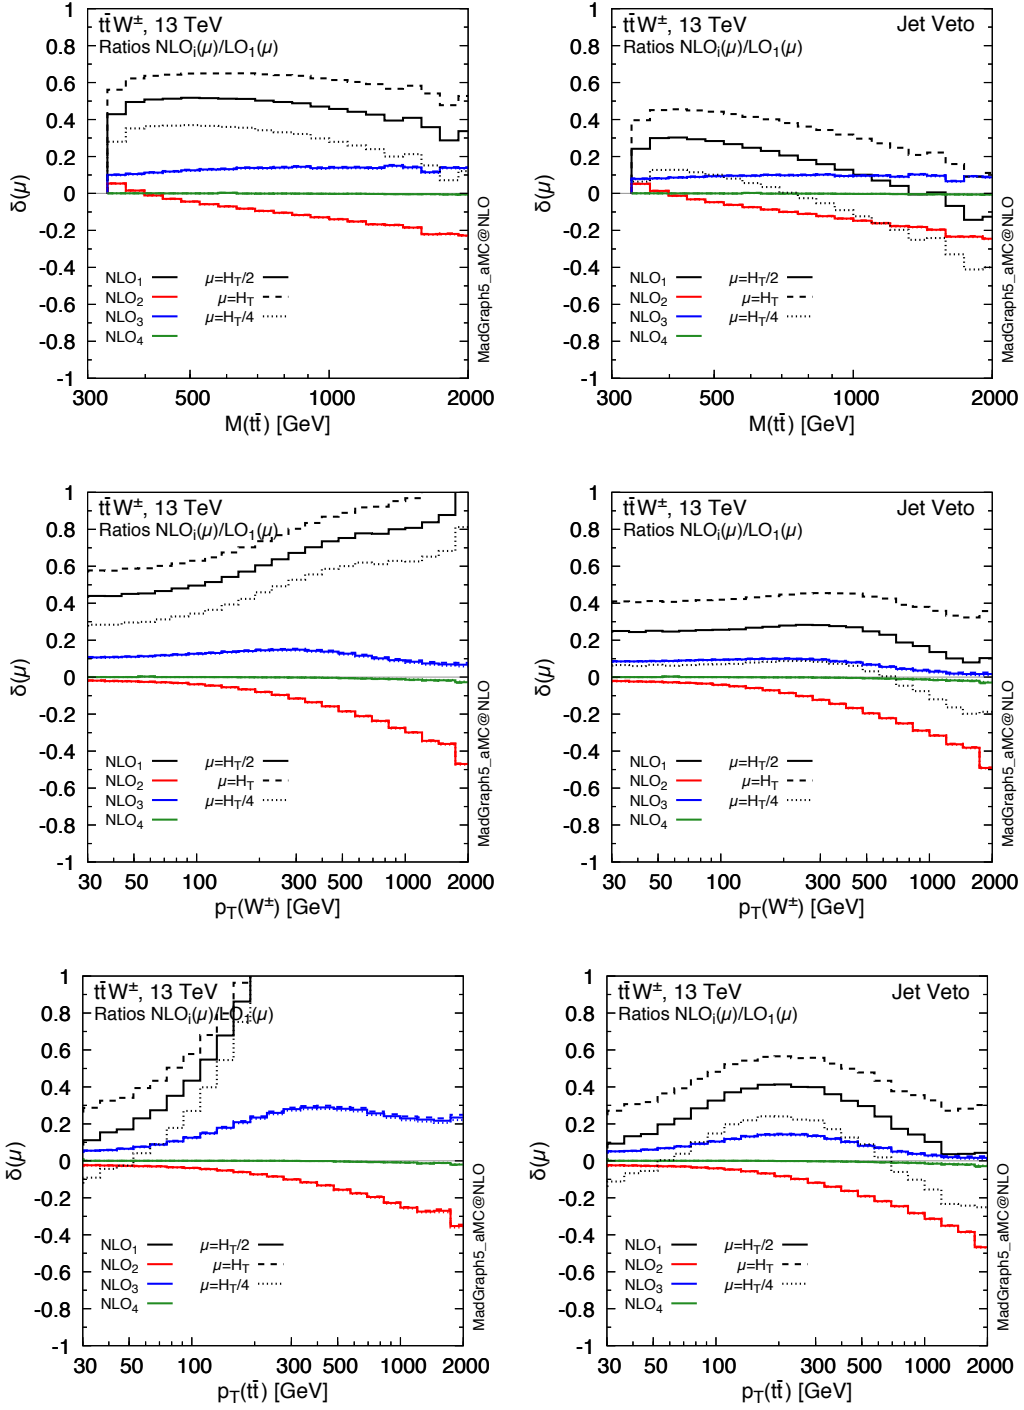 tt̄W±, 13 TeV
Ratios NLOi(μ)/LO1(μ)
1
0.8
0.6
0.4
0.2
0
-0.2
-0.4
-0.6
-0.8
-1
δ(μ)
NLO1 μ=HT/2
NLO2 μ=HT
NLO3 μ=HT/4
NLO4
MadGraph5_aMC@NLO
300 500 1000 2000
M(tt̄) [GeV]
tt̄W±, 13 TeV Jet Veto
Ratios NLOi(μ)/LO1(μ)
1
0.8
0.6
0.4
0.2
0
-0.2
-0.4
-0.6
-0.8
-1
δ(μ)
NLO1 μ=HT/2
NLO2 μ=HT
NLO3 μ=HT/4
NLO4
MadGraph5_aMC@NLO
300 500 1000 2000
M(tt̄) [GeV]
tt̄W±, 13 TeV
Ratios NLOi(μ)/LO1(μ)
1
0.8
0.6
0.4
0.2
0
-0.2
-0.4
-0.6
-0.8
-1
δ(μ)
NLO1 μ=HT/2
NLO2 μ=HT
NLO3 μ=HT/4
NLO4
MadGraph5_aMC@NLO
30 50 100 300 500 1000 2000
pT(W±) [GeV]
tt̄W±, 13 TeV Jet Veto
Ratios NLOi(μ)/LO1(μ)
1
0.8
0.6
0.4
0.2
0
-0.2
-0.4
-0.6
-0.8
-1
δ(μ)
NLO1 μ=HT/2
NLO2 μ=HT
NLO3 μ=HT/4
NLO4
MadGraph5_aMC@NLO
30 50 100 300 500 1000 2000
pT(W±) [GeV]
tt̄W±, 13 TeV
Ratios NLOi(μ)/LO1(μ)
1
0.8
0.6
0.4
0.2
0
-0.2
-0.4
-0.6
-0.8
-1
δ(μ)
NLO1 μ=HT/2
NLO2 μ=HT
NLO3 μ=HT/4
NLO4
MadGraph5_aMC@NLO
30 50 100 300 500 1000 2000
pT(tt̄) [GeV]
tt̄W±, 13 TeV Jet Veto
Ratios NLOi(μ)/LO1(μ)
1
0.8
0.6
0.4
0.2
0
-0.2
-0.4
-0.6
-0.8
-1
δ(μ)
NLO1 μ=HT/2
NLO2 μ=HT
NLO3 μ=HT/4
NLO4
MadGraph5_aMC@NLO
30 50 100 300 500 1000 2000
pT(tt̄) [GeV]